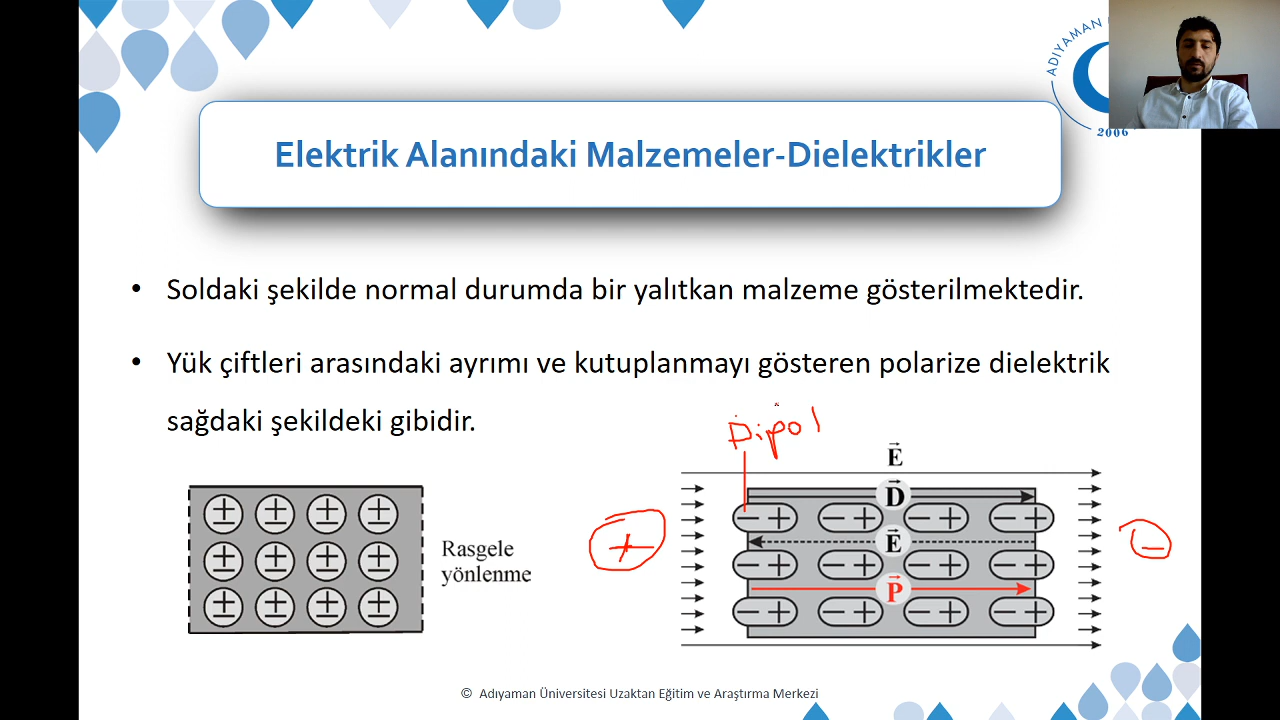 ADIYAMAN
2006
Elektrik Alanındaki Malzemeler-Dielektrikler
• Soldaki şekilde normal durumda bir yalıtkan malzeme gösterilmektedir.
• Yük çiftleri arasındaki ayrımı ve kutuplanmayı gösteren polarize dielektrik
sağdaki şekildeki gibidir.
Dipol
E⃗
D⃗
− + − + − + − +
± ± ± ±
+ −
E⃗
Rasgele
yönlenme
± ± ± ±
− + − + − + − +
P⃗
± ± ± ±
− + − + − + − +
© Adıyaman Üniversitesi Uzaktan Eğitim ve Araştırma Merkezi